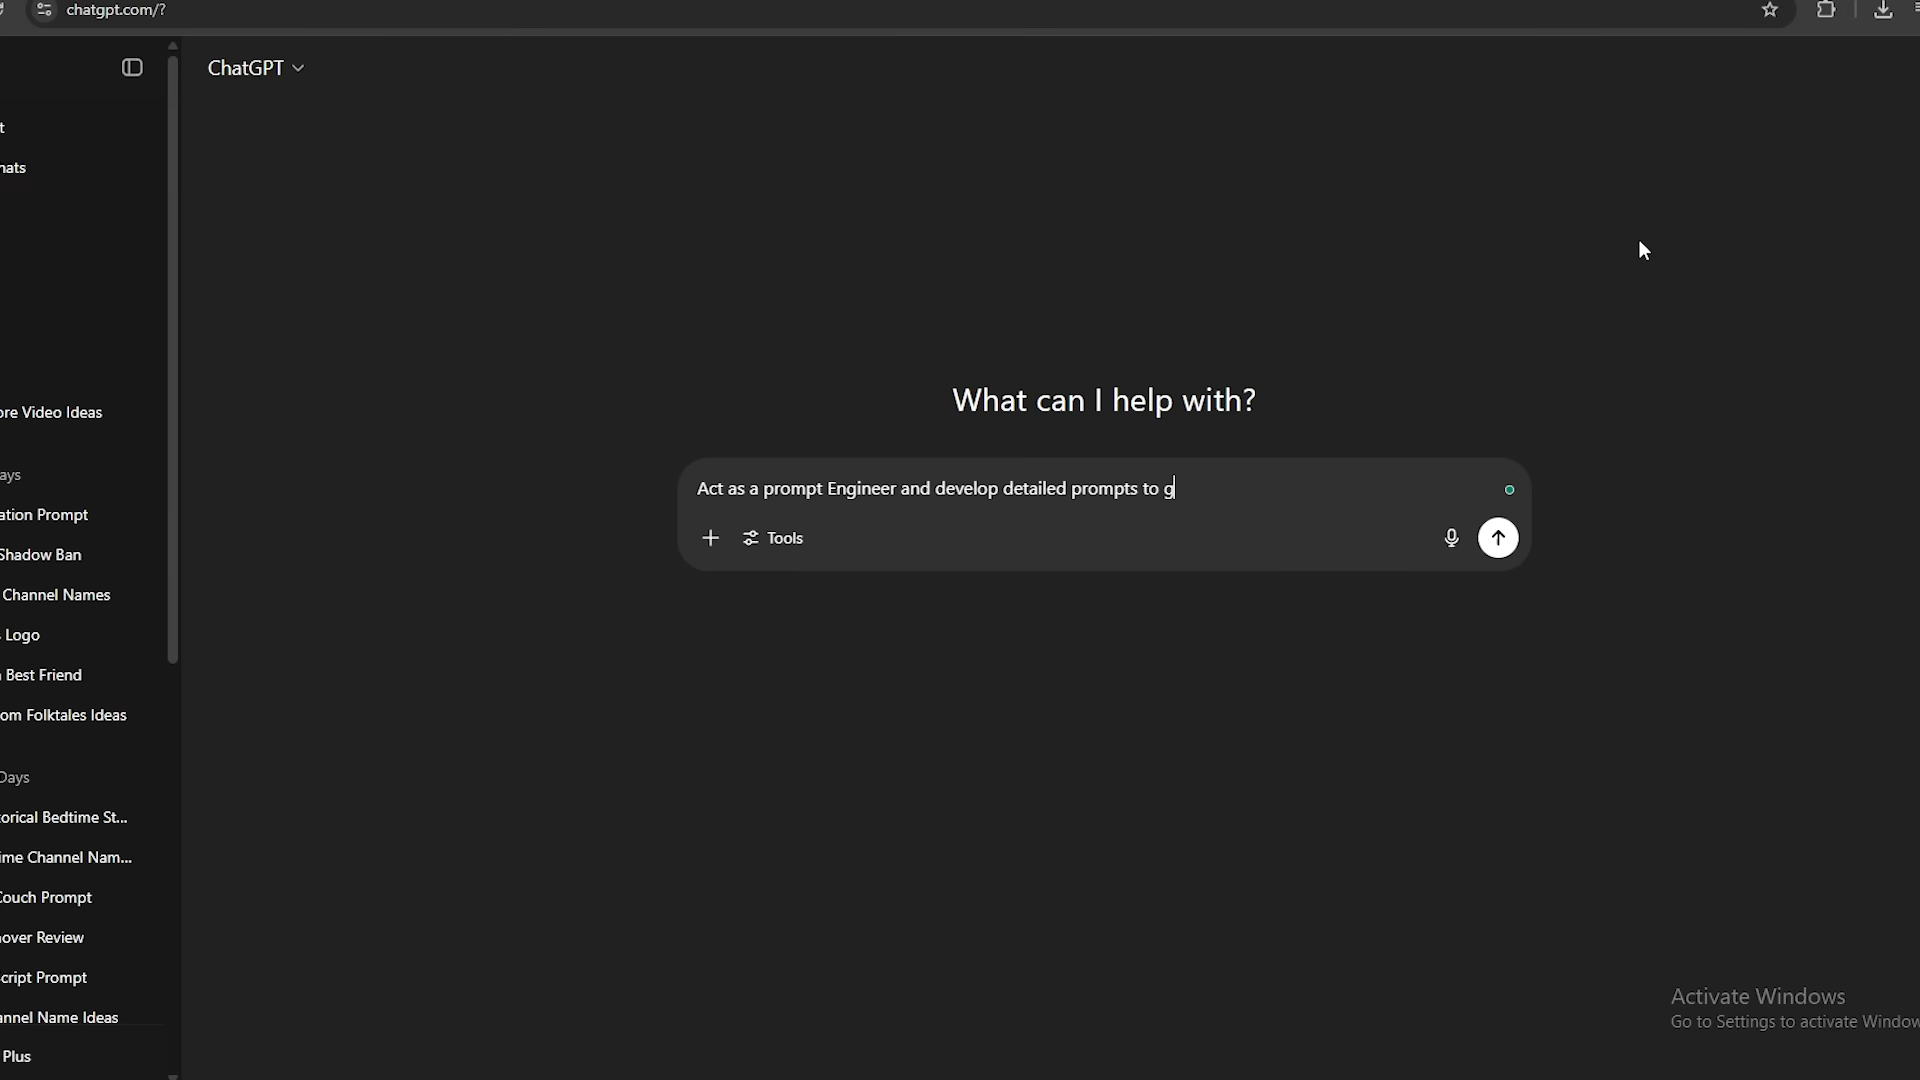 chatgpt.com/?
ChatGPT
t
hats
ore Video Ideas
ays
ation Prompt
Shadow Ban
Channel Names
Logo
Best Friend
om Folktales Ideas
Days
torical Bedtime St...
ime Channel Nam...
Couch Prompt
over Review
cript Prompt
annel Name Ideas
Plus
What can I help with?
Act as a prompt Engineer and develop detailed prompts to g
Tools
Activate Windows
Go to Settings to activate Window